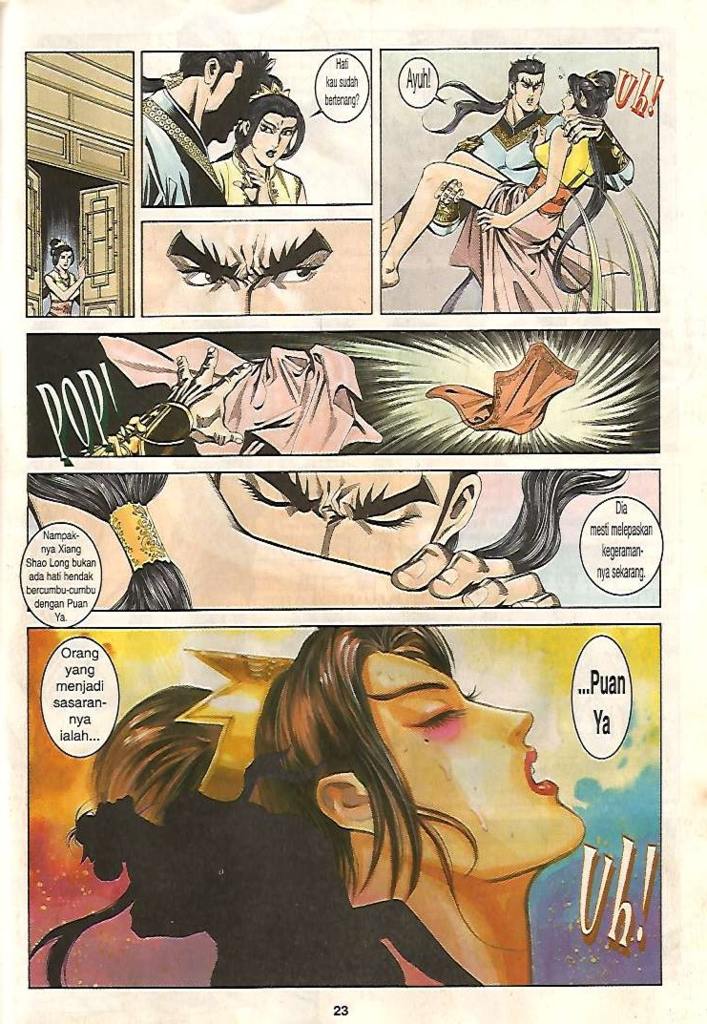 Hati
kau sudah
bertenang?
Ayuh!
Uh!
POP!
Nampak-
nya Xiang
Shao Long bukan
ada hati hendak
bercumbu-cumbu
dengan Puan
Ya.
Dia
mesti melepaskan
kegeraman-
nya sekarang.
Orang
yang
menjadi
sasaran-
nya
ialah...
...Puan
Ya
Uh!
23